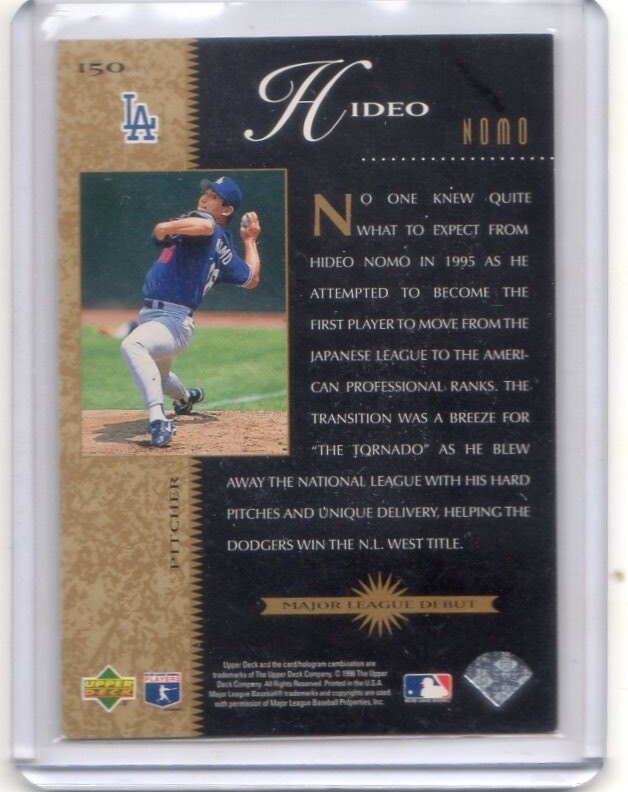 150
LA
HIDEO
NOMO
NO ONE KNEW QUITE
WHAT TO EXPECT FROM
HIDEO NOMO IN 1995 AS HE
ATTEMPTED TO BECOME THE
FIRST PLAYER TO MOVE FROM THE
JAPANESE LEAGUE TO THE AMERI-
CAN PROFESSIONAL RANKS. THE
TRANSITION WAS A BREEZE FOR
"THE TORNADO" AS HE BLEW
AWAY THE NATIONAL LEAGUE WITH HIS HARD
PITCHES AND UNIQUE DELIVERY, HELPING THE
DODGERS WIN THE N.L. WEST TITLE.
PITCHER
MAJOR LEAGUE DEBUT
Upper Deck and the card/hologram combination are
trademarks of The Upper Deck Company. © 1996 The Upper
Deck Company. All Rights Reserved. Printed in the U.S.A.
Major League Baseball® trademarks and copyrights are used
with permission of Major League Baseball Properties, Inc.
UPPER
DECK
PLAYERS